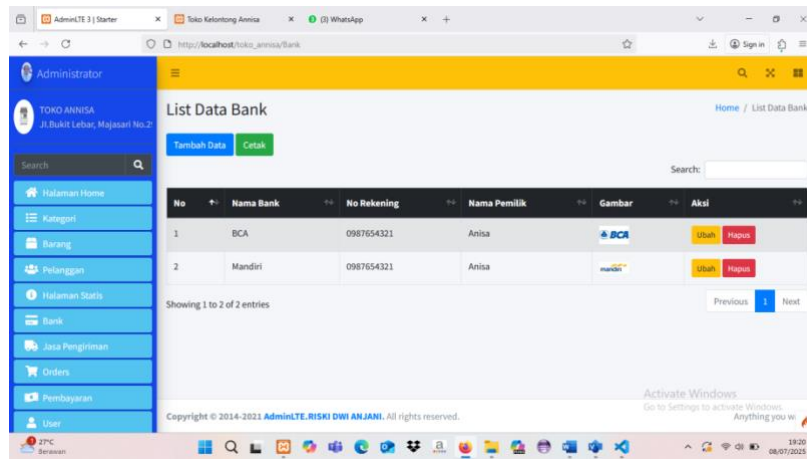 AdminLTE 3 | Starter
Toko Kelontong Annisa
(3) WhatsApp
http://localhost/toko_annisa/Bank
Sign in
Administrator
TOKO ANNISA
Jl.Bukit Lebar, Majasari No.2
Search
Halaman Home
Kategori
Barang
Pelanggan
Halaman Statis
Bank
Jasa Pengiriman
Orders
Pembayaran
User
List Data Bank
Home / List Data Bank
Tambah Data Cetak
Search:
No Nama Bank No Rekening Nama Pemilik Gambar Aksi
1 BCA 0987654321 Anisa BCA Ubah Hapus
2 Mandiri 0987654321 Anisa mandiri Ubah Hapus
Showing 1 to 2 of 2 entries
Previous 1 Next
Activate Windows
Go to Settings to activate Windows.
Copyright © 2014-2021 AdminLTE.RISKI DWI ANJANI. All rights reserved.
Anything you w
27°C
Berawan
19:20
08/07/2025